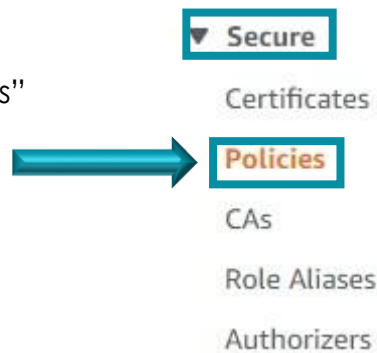 Secure
s”
Certificates
Policies
CAs
Role Aliases
Authorizers